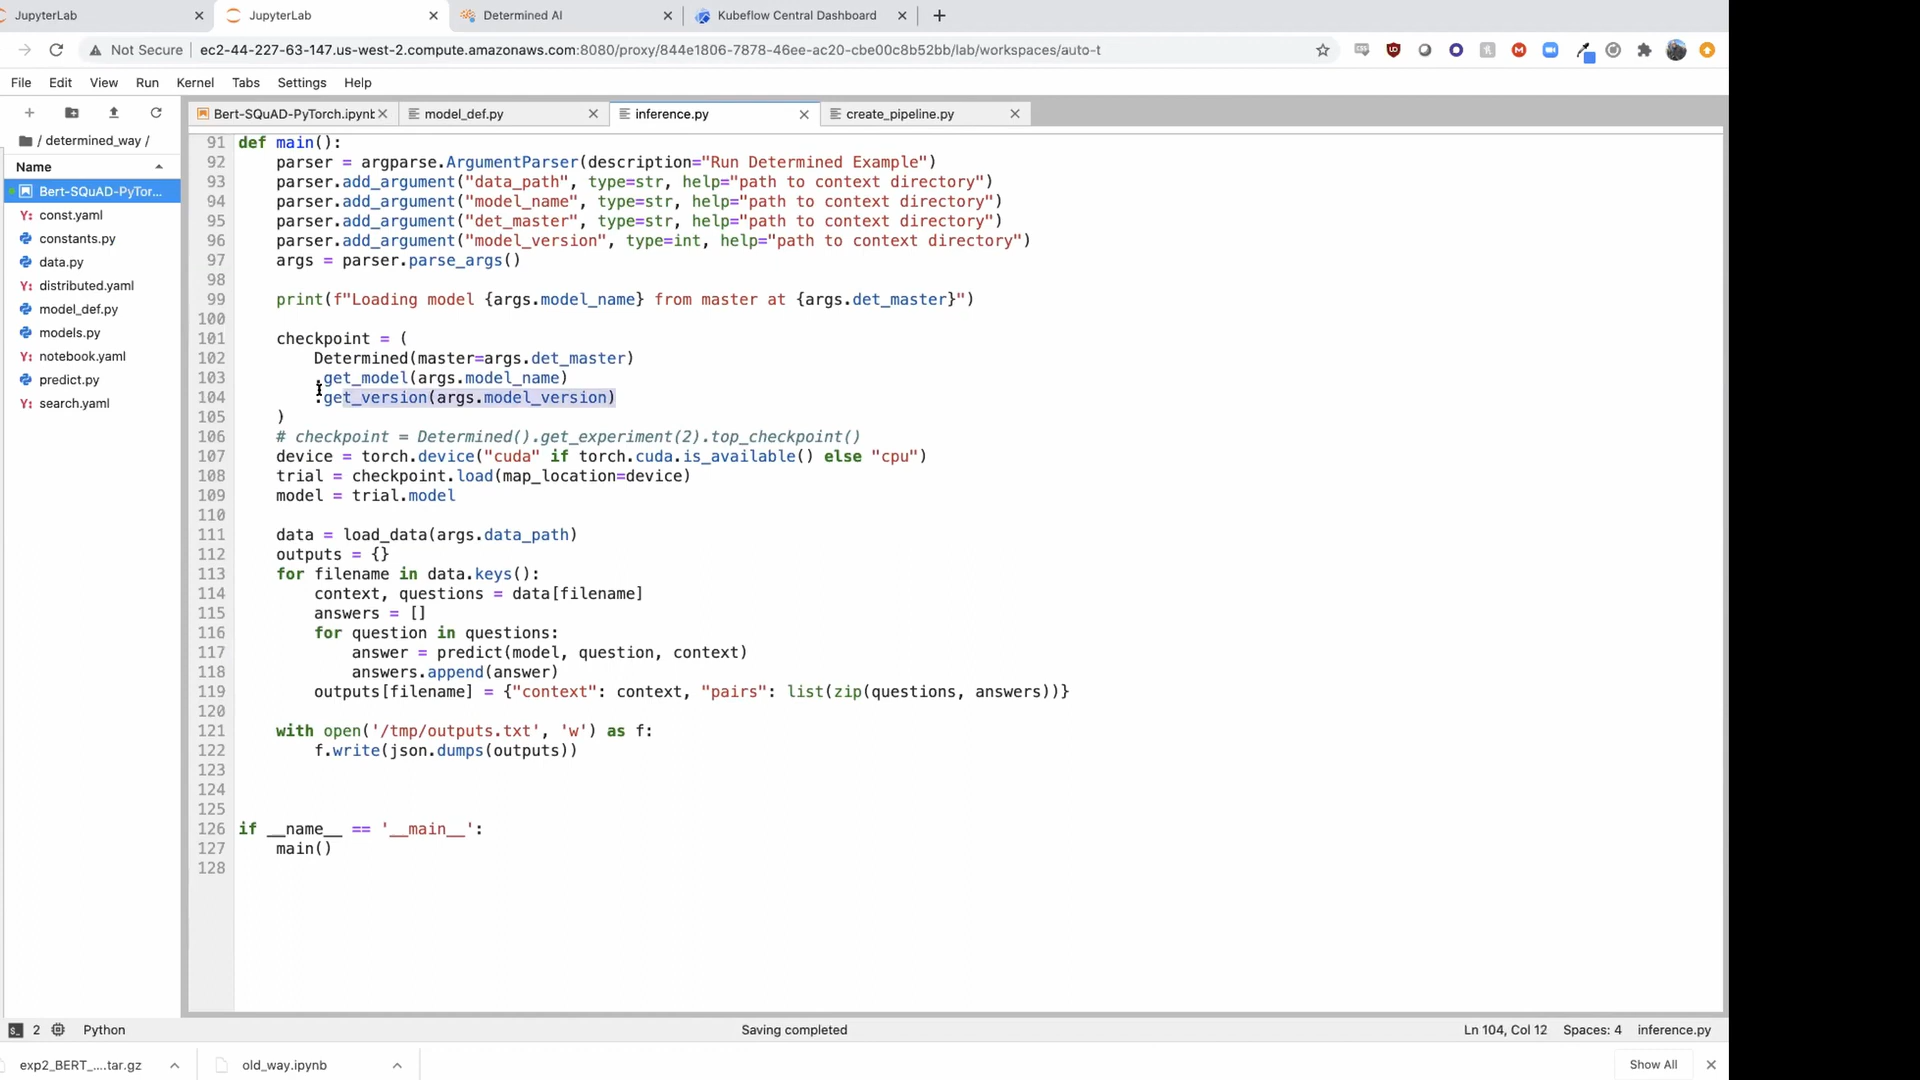 JupyterLab
JupyterLab
Determined AI
Kubeflow Central Dashboard
Not Secure
ec2-44-227-63-147.us-west-2.compute.amazonaws.com:8080/proxy/844e1806-7878-46ee-ac20-cbe00c8b52bb/lab/workspaces/auto-t
File Edit View Run Kernel Tabs Settings Help
Bert-SQuAD-PyTorch.ipynb
model_def.py
inference.py
create_pipeline.py
/ determined_way /
Name
Bert-SQuAD-PyTor...
const.yaml
constants.py
data.py
distributed.yaml
model_def.py
models.py
notebook.yaml
predict.py
search.yaml
91 def main():
92     parser = argparse.ArgumentParser(description="Run Determined Example")
93     parser.add_argument("data_path", type=str, help="path to context directory")
94     parser.add_argument("model_name", type=str, help="path to context directory")
95     parser.add_argument("det_master", type=str, help="path to context directory")
96     parser.add_argument("model_version", type=int, help="path to context directory")
97     args = parser.parse_args()
98
99     print(f"Loading model {args.model_name} from master at {args.det_master}")
100
101     checkpoint = (
102         Determined(master=args.det_master)
103         .get_model(args.model_name)
104         .get_version(args.model_version)
105     )
106     # checkpoint = Determined().get_experiment(2).top_checkpoint()
107     device = torch.device("cuda" if torch.cuda.is_available() else "cpu")
108     trial = checkpoint.load(map_location=device)
109     model = trial.model
110
111     data = load_data(args.data_path)
112     outputs = {}
113     for filename in data.keys():
114         context, questions = data[filename]
115         answers = []
116         for question in questions:
117             answer = predict(model, question, context)
118             answers.append(answer)
119         outputs[filename] = {"context": context, "pairs": list(zip(questions, answers))}
120
121     with open('/tmp/outputs.txt', 'w') as f:
122         f.write(json.dumps(outputs))
123
124
125
126 if __name__ == '__main__':
127     main()
128
2 Python
Saving completed
Ln 104, Col 12 Spaces: 4 inference.py
exp2_BERT_....tar.gz
old_way.ipynb
Show All